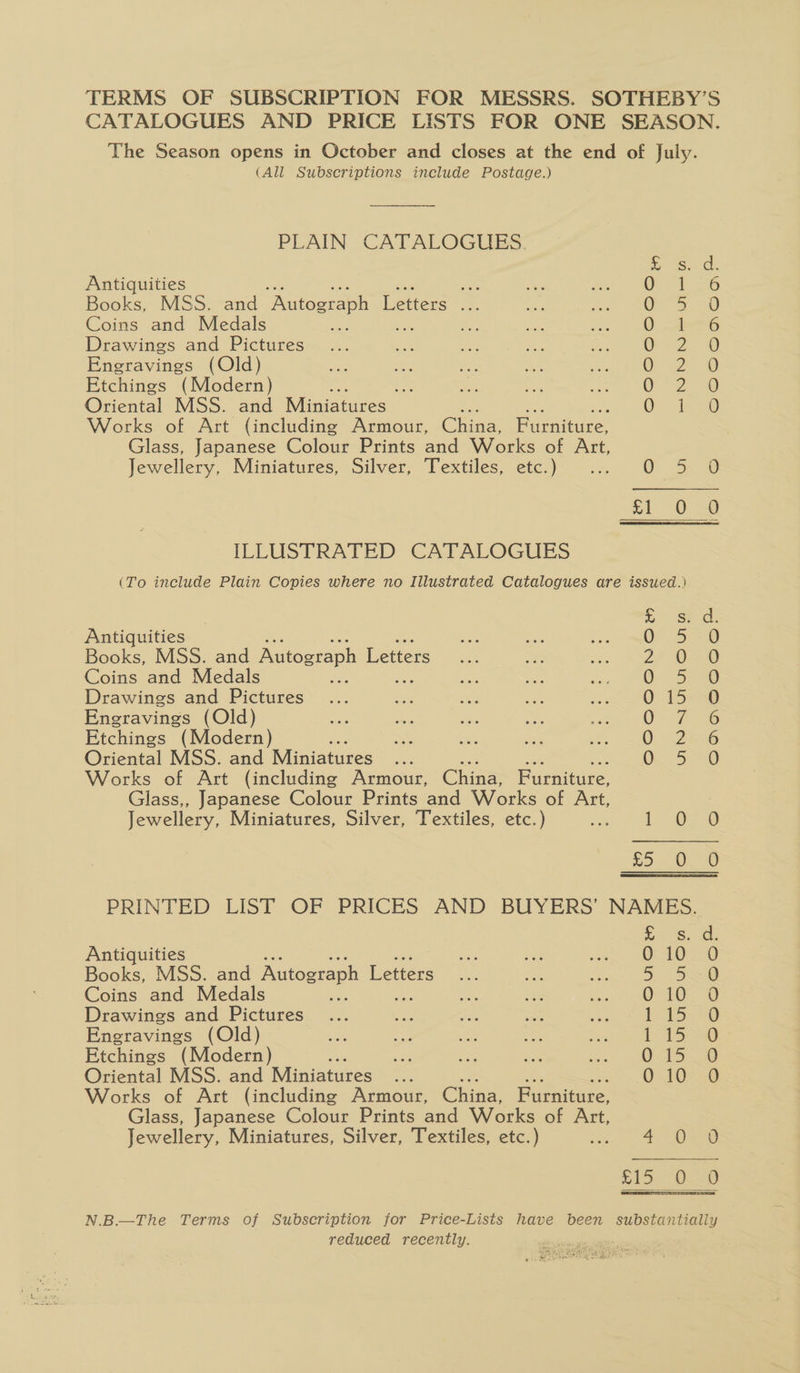 TERMS OF SUBSCRIPTION FOR MESSRS. SOTHEBY'S
CATALOGUES AND PRICE LISTS FOR ONE SEASON.
The Season opens in October and closes at the end of July.
(All Subscriptions include Postage.)
PLAIN CATALOGUES
£ s. d.
Antiquities ... ... ... ... ... ... 0 1 6
Books, MSS. and Autograph Letters ... ... ... 0 5 0
Coins and Medals ... ... ... ... ... 0 1 6
Drawings and Pictures ... ... ... ... ... 0 2 0
Engravings (Old) ... ... ... ... ... 0 2 0
Etchings (Modern) ... ... ... ... ... 0 2 0
Oriental MSS. and Miniatures ... ... ... 0 1 0
Works of Art (including Armour, China, Furniture,
Glass, Japanese Colour Prints and Works of Art,
Jewellery, Miniatures, Silver, Textiles, etc.) ... 0 5 0
£1 0 0
ILLUSTRATED CATALOGUES
(To include Plain Copies where no Illustrated Catalogues are issued.)
£ s. d.
Antiquities ... ... ... ... ... ... 0 5 0
Books, MSS. and Autograph Letters ... ... ... 2 0 0
Coins and Medals ... ... ... ... ... 0 5 0
Drawings and Pictures ... ... ... ... ... 0 15 0
Engravings (Old) ... ... ... ... ... 0 7 6
Etchings (Modern) ... ... ... ... ... 0 2 6
Oriental MSS. and Miniatures ... ... ... ... 0 5 0
Works of Art (including Armour, China, Furniture,
Glass,, Japanese Colour Prints and Works of Art,
Jewellery, Miniatures, Silver, Textiles, etc.) ... 1 0 0
£5 0 0
PRINTED LIST OF PRICES AND BUYERS' NAMES.
£ s. d.
Antiquities ... ... ... ... ... ... 0 10 0
Books, MSS. and Autograph Letters ... ... ... 5 5 0
Coins and Medals ... ... ... ... ... 0 10 0
Drawings and Pictures ... ... ... ... ... 1 15 0
Engravings (Old) ... ... ... ... ... 1 15 0
Etchings (Modern) ... ... ... ... ... 0 15 0
Oriental MSS. and Miniatures ... ... ... ... 0 10 0
Works of Art (including Armour, China, Furniture,
Glass, Japanese Colour Prints and Works of Art,
Jewellery, Miniatures, Silver, Textiles, etc.) ... 4 0 0
£15 0 0
N.B.—The Terms of Subscription for Price-Lists have been substantially
reduced recently.